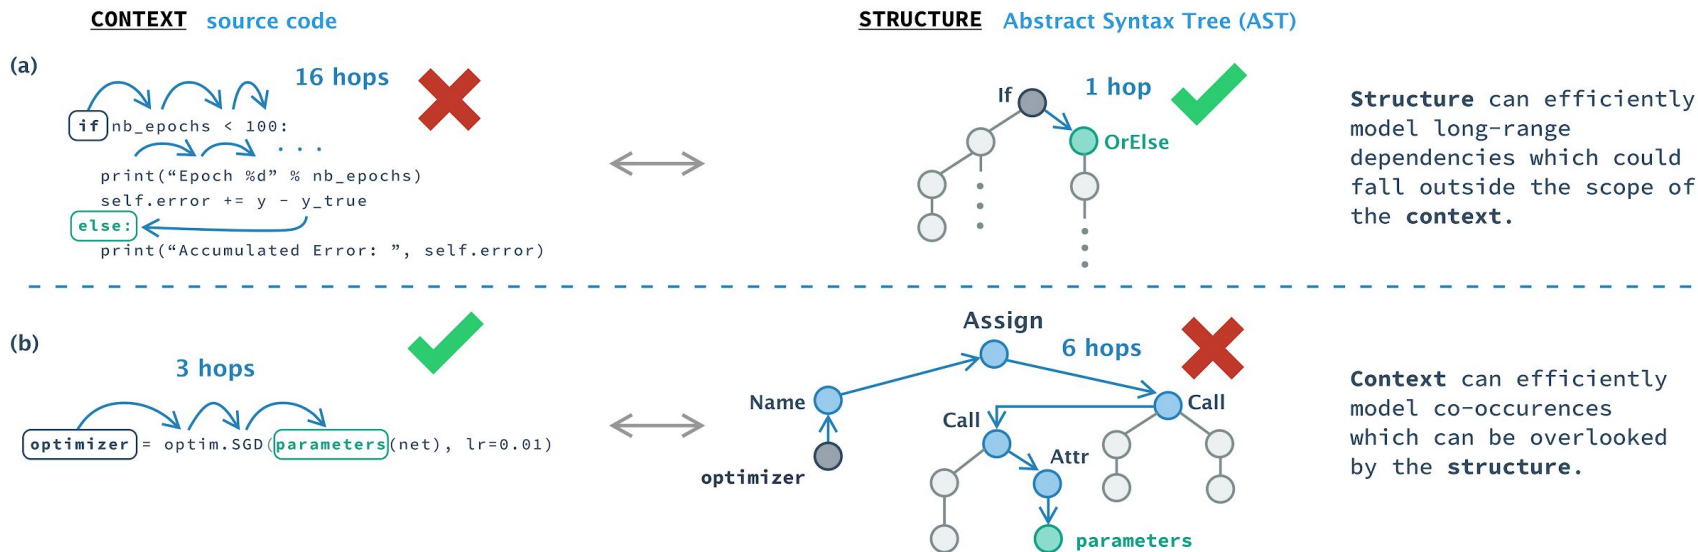 CONTEXT source code
STRUCTURE Abstract Syntax Tree (AST)
(a)
16 hops
if nb_epochs < 100:
. . .
print(“Epoch %d” % nb_epochs)
self.error += y - y_true
else:
print(“Accumulated Error: ”, self.error)
If
1 hop
OrElse
Structure can efficiently
model long-range
dependencies which could
fall outside the scope of
the context.
(b)
3 hops
optimizer = optim.SGD(parameters(net), lr=0.01)
Assign
6 hops
Name
Call
Call
Attr
optimizer
parameters
Context can efficiently
model co-occurences
which can be overlooked
by the structure.